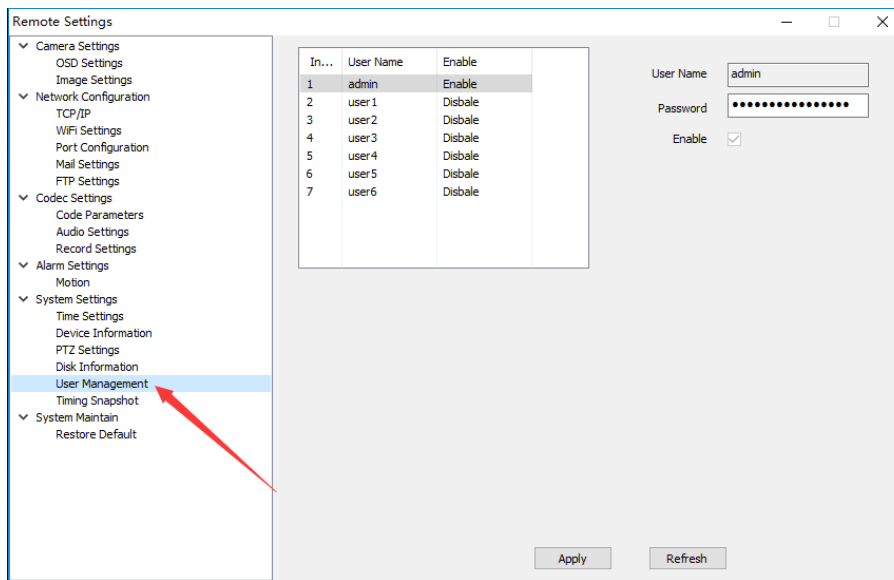 Remote Settings
Camera Settings
OSD Settings
Image Settings
Network Configuration
TCP/IP
WiFi Settings
Port Configuration
Mail Settings
FTP Settings
Codec Settings
Code Parameters
Audio Settings
Record Settings
Alarm Settings
Motion
System Settings
Time Settings
Device Information
PTZ Settings
Disk Information
User Management
Timing Snapshot
System Maintain
Restore Default
In... User Name Enable
1 admin Enable
2 user1 Disbale
3 user2 Disbale
4 user3 Disbale
5 user4 Disbale
6 user5 Disbale
7 user6 Disbale
User Name admin
Password ••••••••••••••••
Enable
Apply Refresh